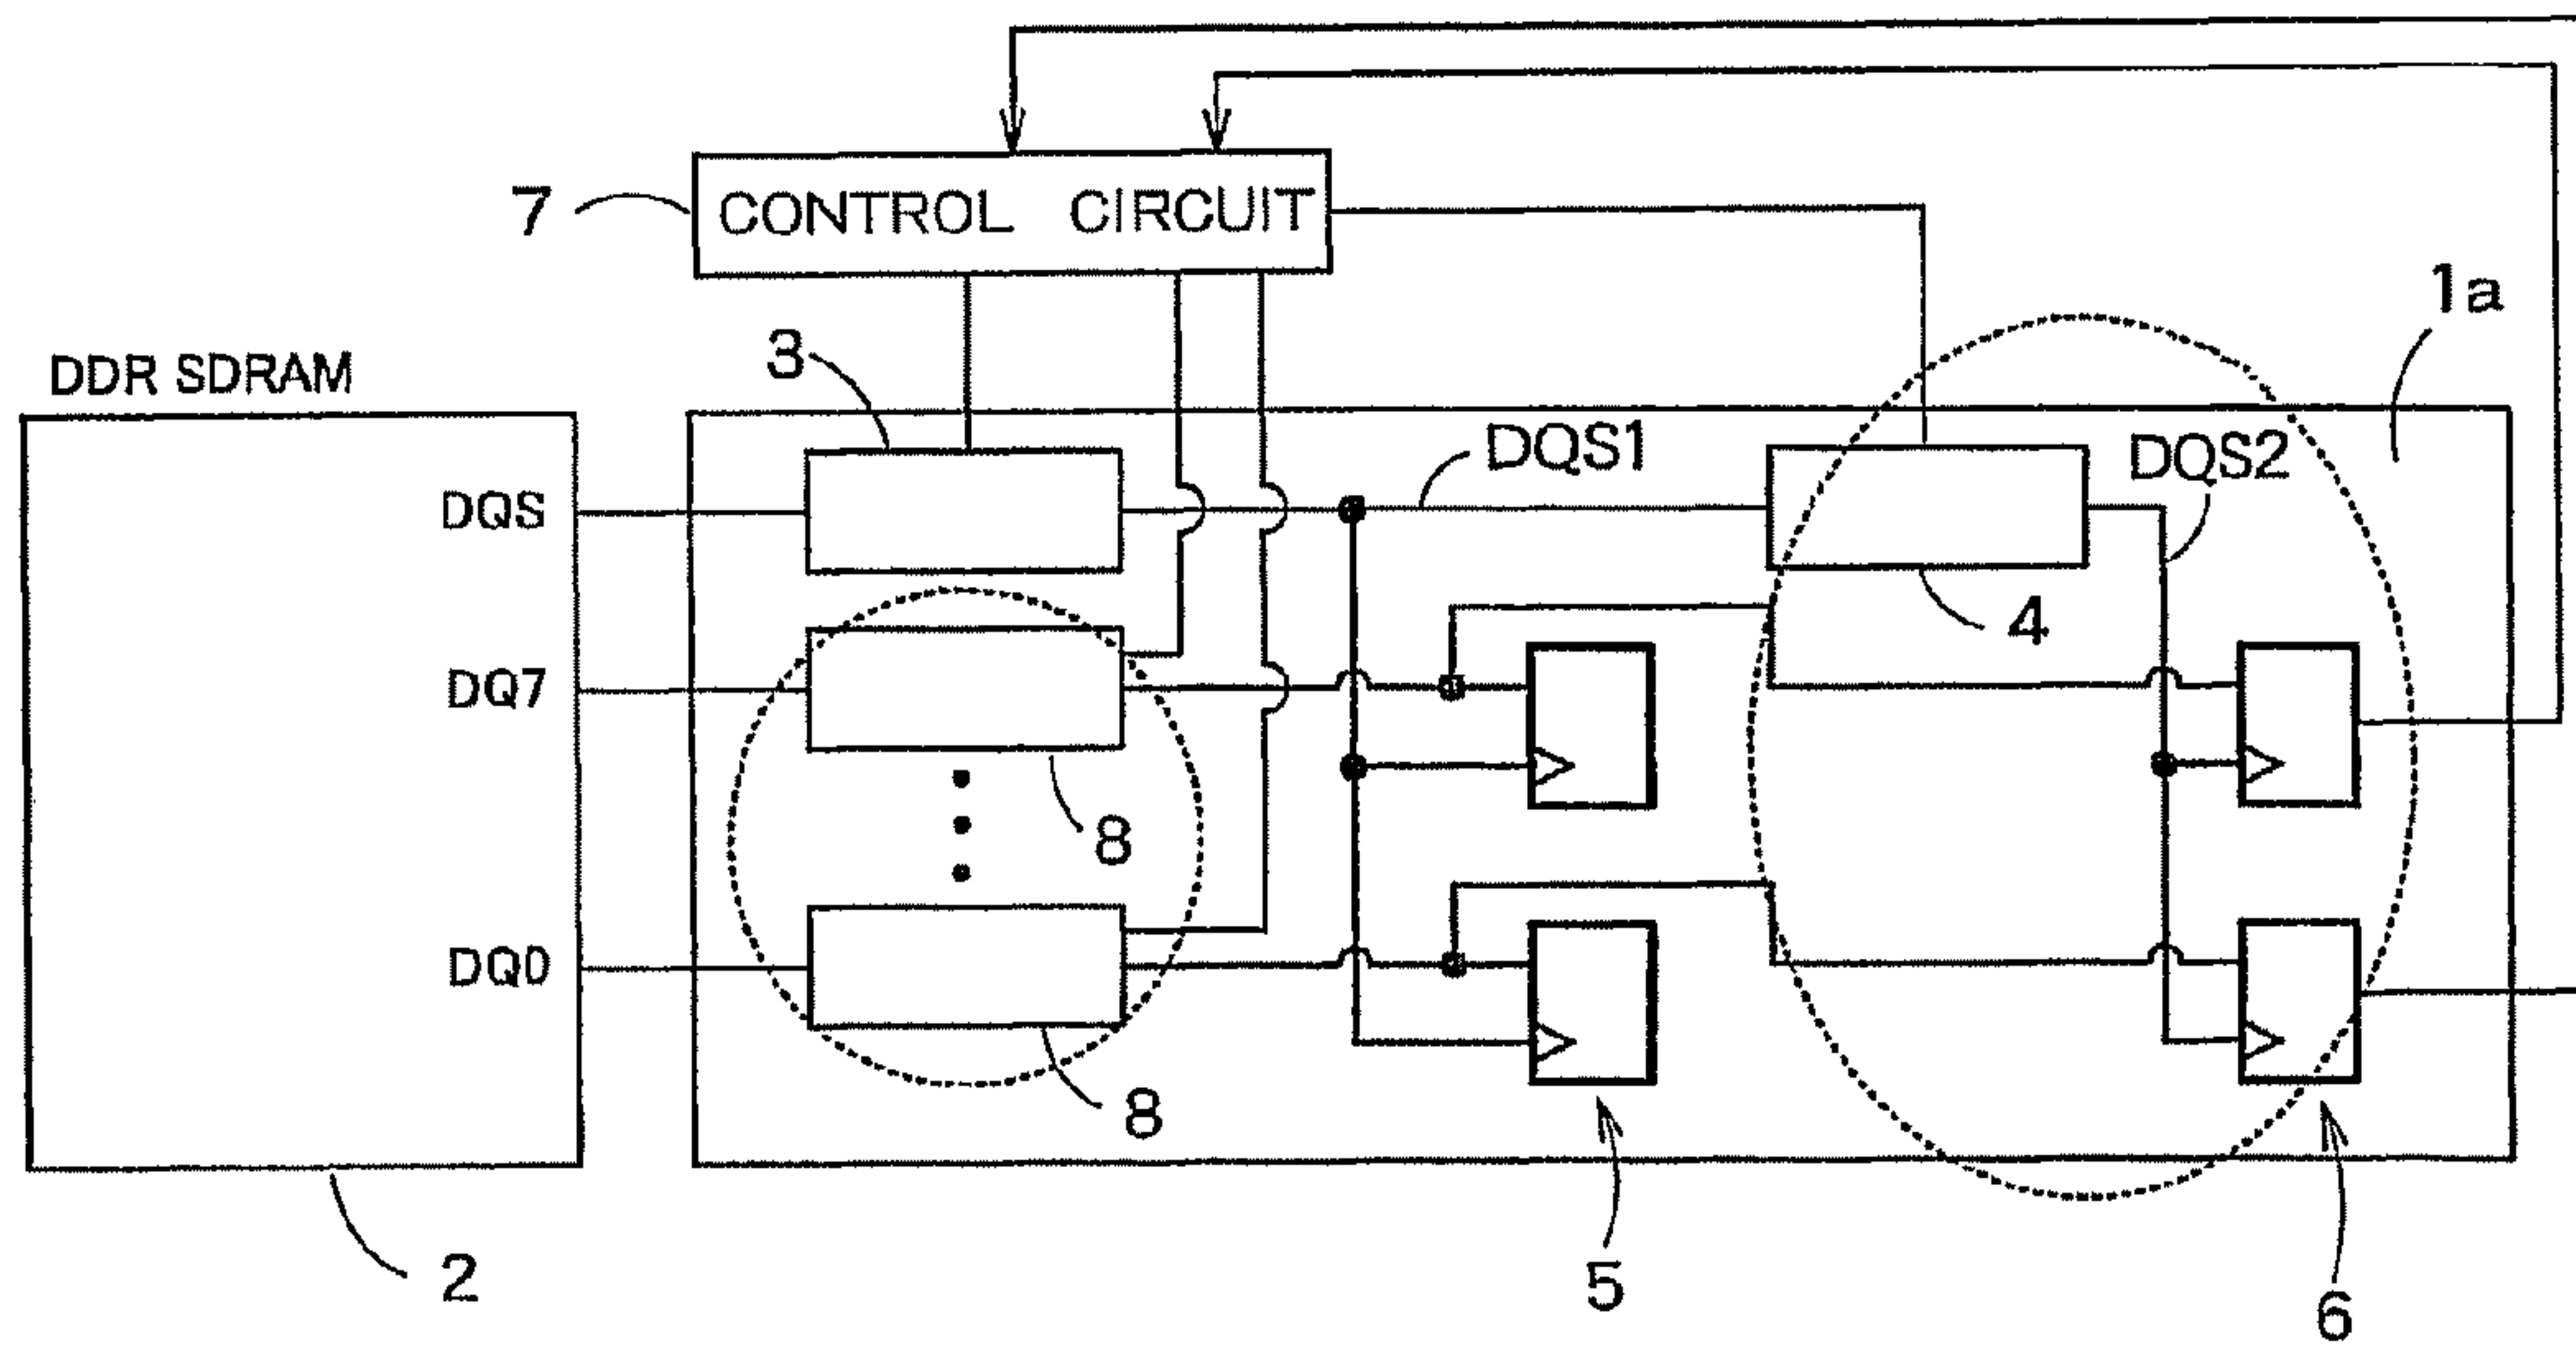 7
CONTROL CIRCUIT
1a
DDR SDRAM
3
DQS1
DQS2
DQS
4
DQ7
8
DQ0
8
2
5
6